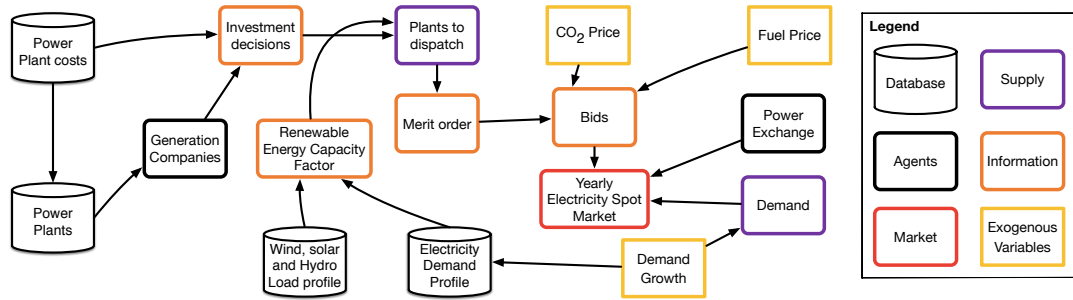 Power
Plant costs
Investment
decisions
Plants to
dispatch
CO2 Price
Fuel Price
Generation
Companies
Renewable
Energy Capacity
Factor
Merit order
Bids
Power
Exchange
Power
Plants
Yearly
Electricity Spot
Market
Demand
Wind, solar
and Hydro
Load profile
Electricity
Demand
Profile
Demand
Growth
Legend
Database
Supply
Agents
Information
Market
Exogenous
Variables